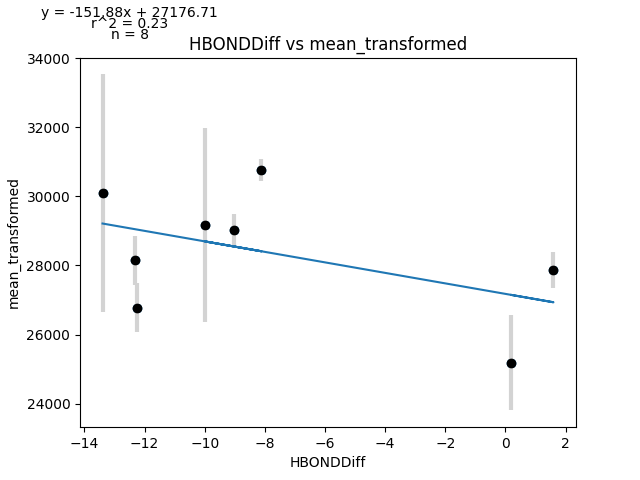 y = -151.88x + 27176.71
r^2 = 0.23
n = 8
HBONDDiff vs mean_transformed
34000
32000
30000
28000
26000
24000
mean_transformed
−14
−12
−10
−8
−6
−4
−2
0
2
HBONDDiff